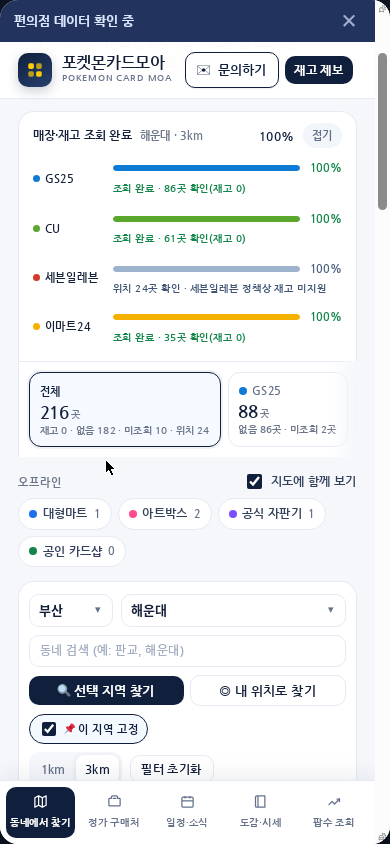 편의점 데이터 확인 중
포켓몬카드모아
POKEMON CARD MOA
문의하기
재고 제보
매장·재고 조회 완료 해운대 · 3km 100% 접기
GS25 100%
조회 완료 · 86곳 확인(재고 0)
CU 100%
조회 완료 · 61곳 확인(재고 0)
세븐일레븐 100%
위치 24곳 확인 · 세븐일레븐 정책상 재고 미지원
이마트24 100%
조회 완료 · 35곳 확인(재고 0)
전체
216곳
재고 0 · 없음 182 · 미조회 10 · 위치 24
GS25
88곳
없음 86곳 · 미조회 2곳
오프라인 지도에 함께 보기
대형마트 1 아트박스 2 공식 자판기 1
공인 카드샵 0
부산 해운대
동네 검색 (예: 판교, 해운대)
선택 지역 찾기 ◎ 내 위치로 찾기
이 지역 고정
1km 3km 필터 초기화
동네에서 찾기 정가 구매처 일정·소식 도감·시세 팝수 조회